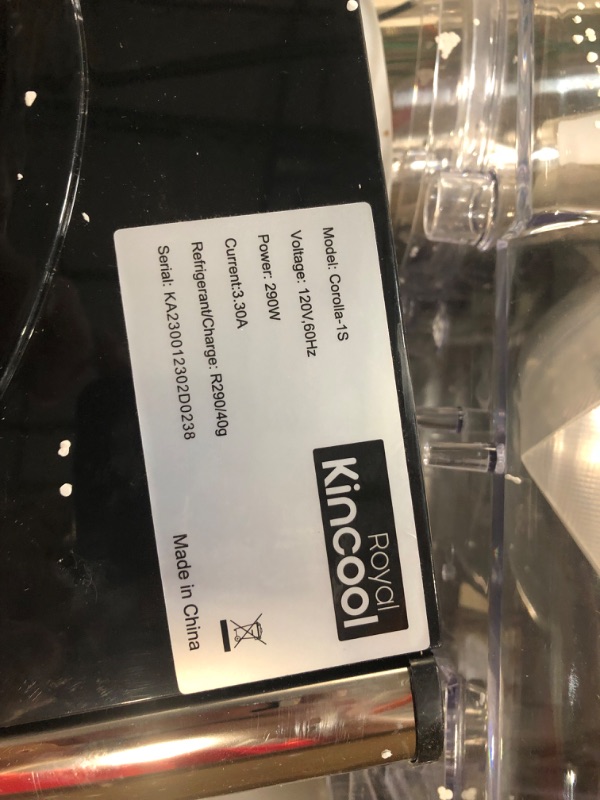 Royal
Kincool
Model: Corolla-1S
Voltage: 120V,60Hz
Power: 290W
Current:3.30A
Refrigerant/Charge: R290/40g
Serial: KA230012302D0238
Made in China